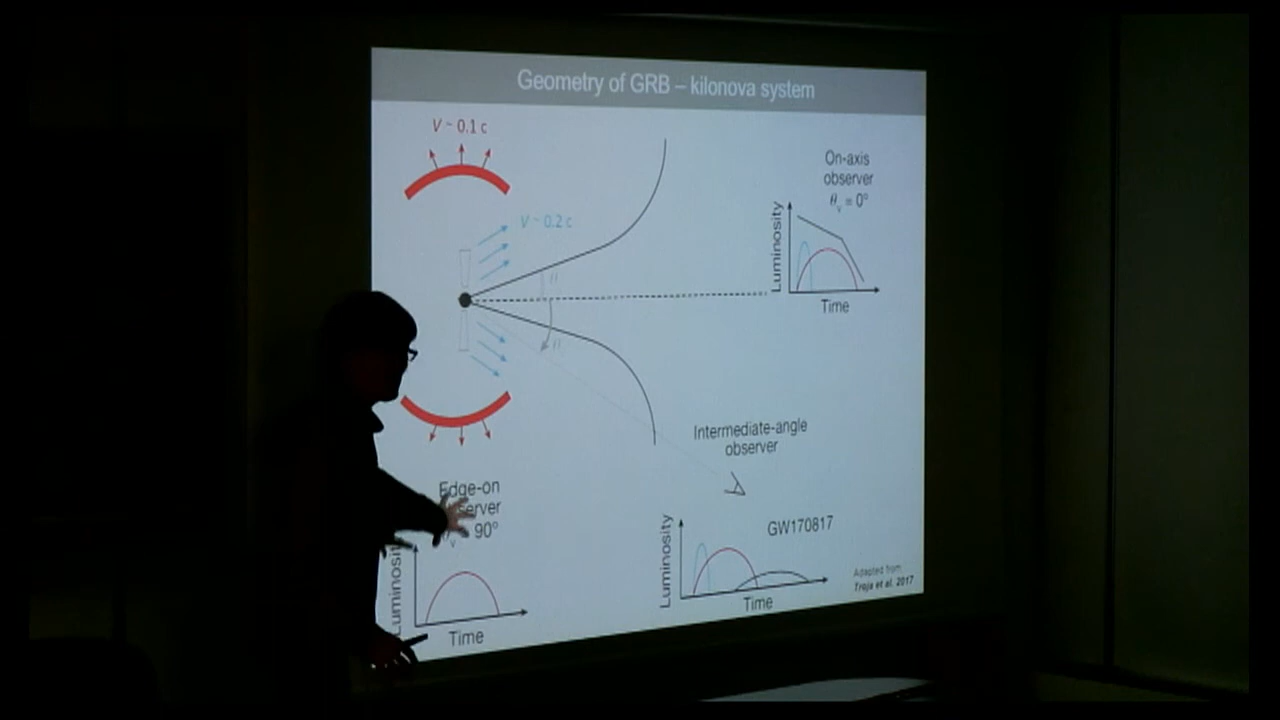 Geometry of GRB – kilonova system
V ~ 0.1 c
V ~ 0.2 c
On-axis
observer
θv = 0°
Luminosity
Time
Intermediate-angle
observer
GW170817
Luminosity
Time
Adapted from
Troja et al. 2017
Edge-on
server
90°
Luminosity
Time